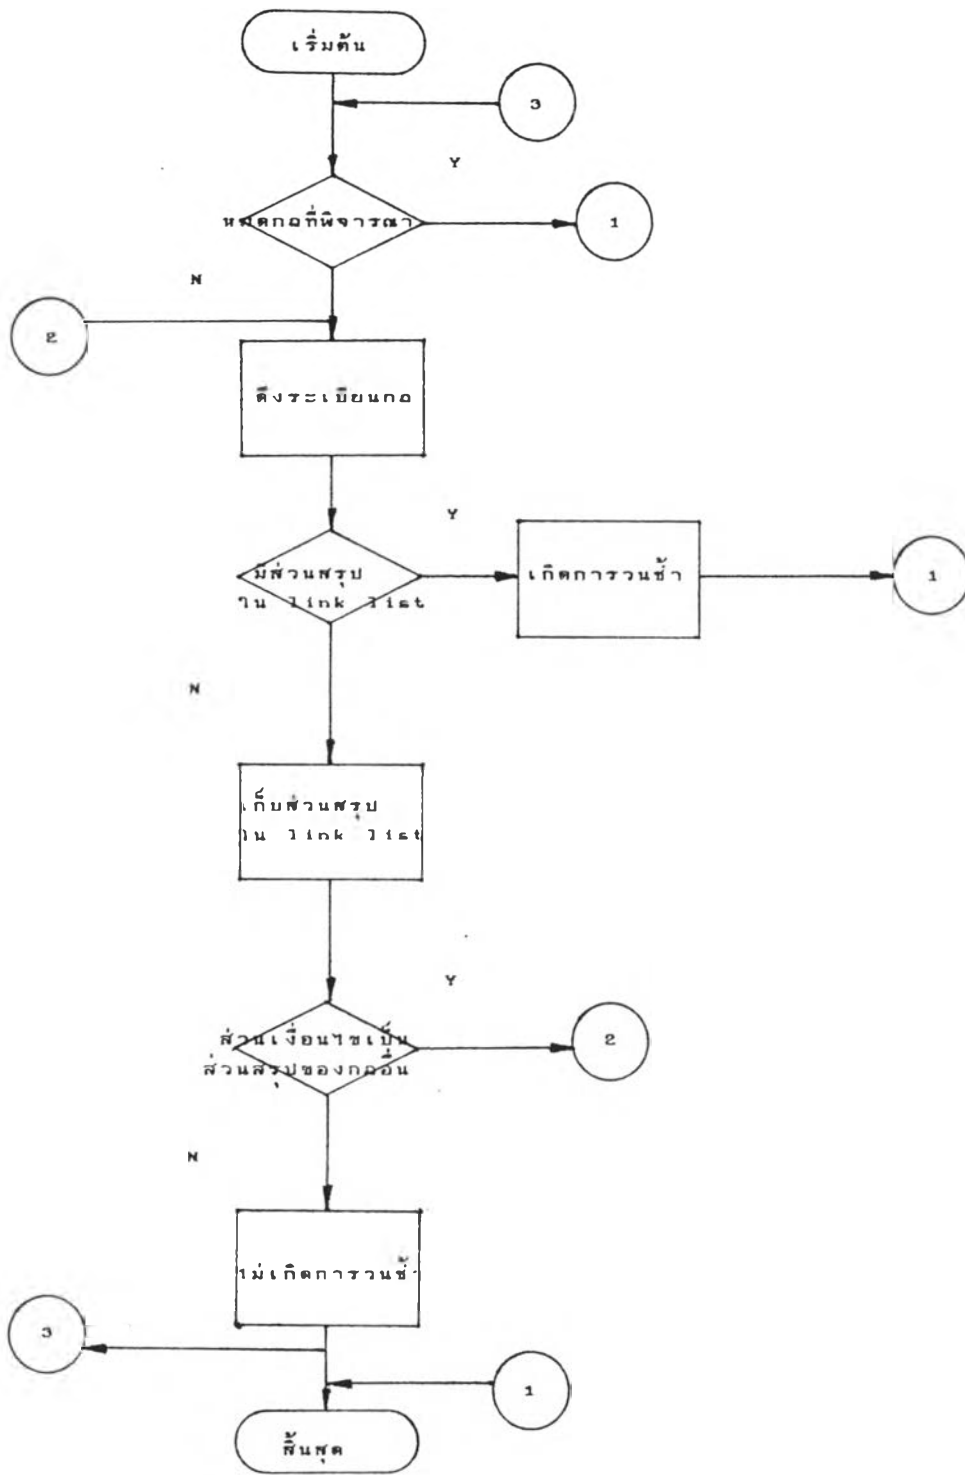 เริ่มต้น
3
Y
หมดกฎที่พิจารณา
1
N
2
ดึงระเบียนกฎ
Y
มีส่วนสรุป
ใน link list
เกิดการวนซ้ำ
1
N
เก็บส่วนสรุป
ใน link list
Y
ส่วนเงื่อนไขเป็น
ส่วนสรุปของกฎอื่น
2
N
ไม่เกิดการวนซ้ำ
3
1
สิ้นสุด